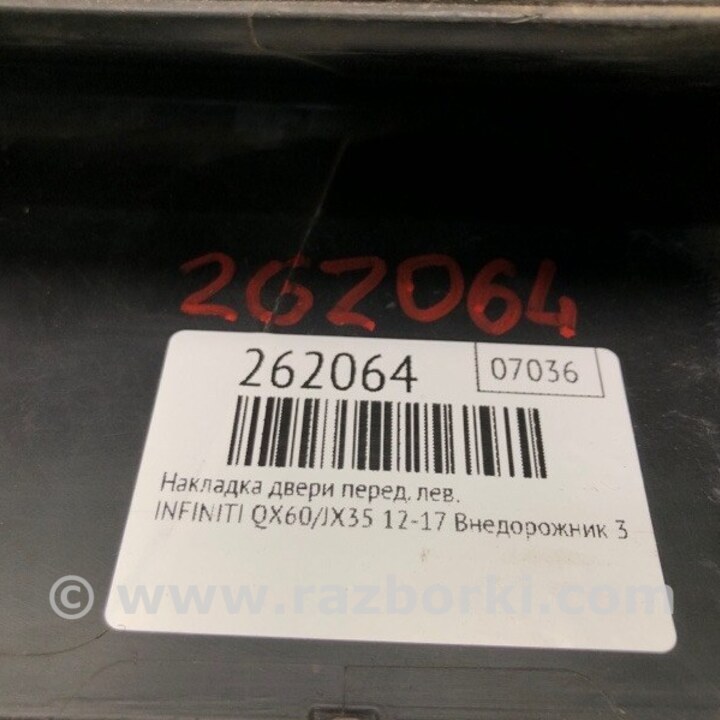 262064
262064
07036
Накладка двери перед. лев.
INFINITI QX60/JX35 12-17 Внедорожник 3
© www.razborki.com